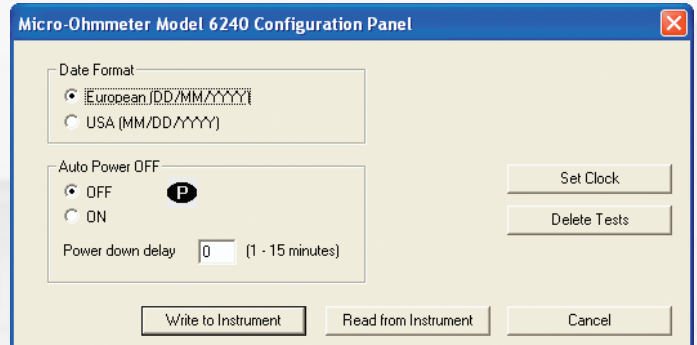 Micro-Ohmmeter Model 6240 Configuration Panel
Date Format
European (DD/MM/YYYY)
USA (MM/DD/YYYY)
Auto Power OFF
OFF
P
ON
Power down delay 0 (1 - 15 minutes)
Set Clock
Delete Tests
Write to Instrument
Read from Instrument
Cancel